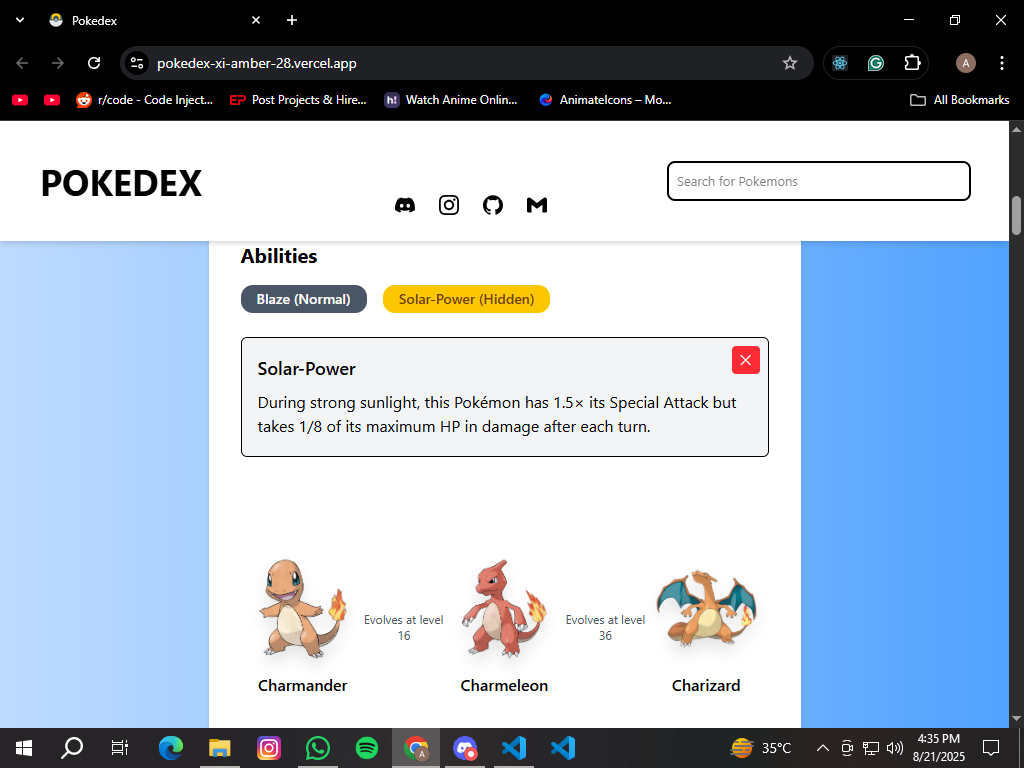 Pokedex
pokedex-xi-amber-28.vercel.app
A
r/code - Code Inject...
EP Post Projects & Hire...
h! Watch Anime Onlin...
AnimateIcons – Mo...
All Bookmarks
POKEDEX
Search for Pokemons
Abilities
Blaze (Normal)
Solar-Power (Hidden)
Solar-Power
During strong sunlight, this Pokémon has 1.5× its Special Attack but
takes 1/8 of its maximum HP in damage after each turn.
Evolves at level
16
Evolves at level
36
Charmander
Charmeleon
Charizard
A
35°C
4:35 PM
8/21/2025